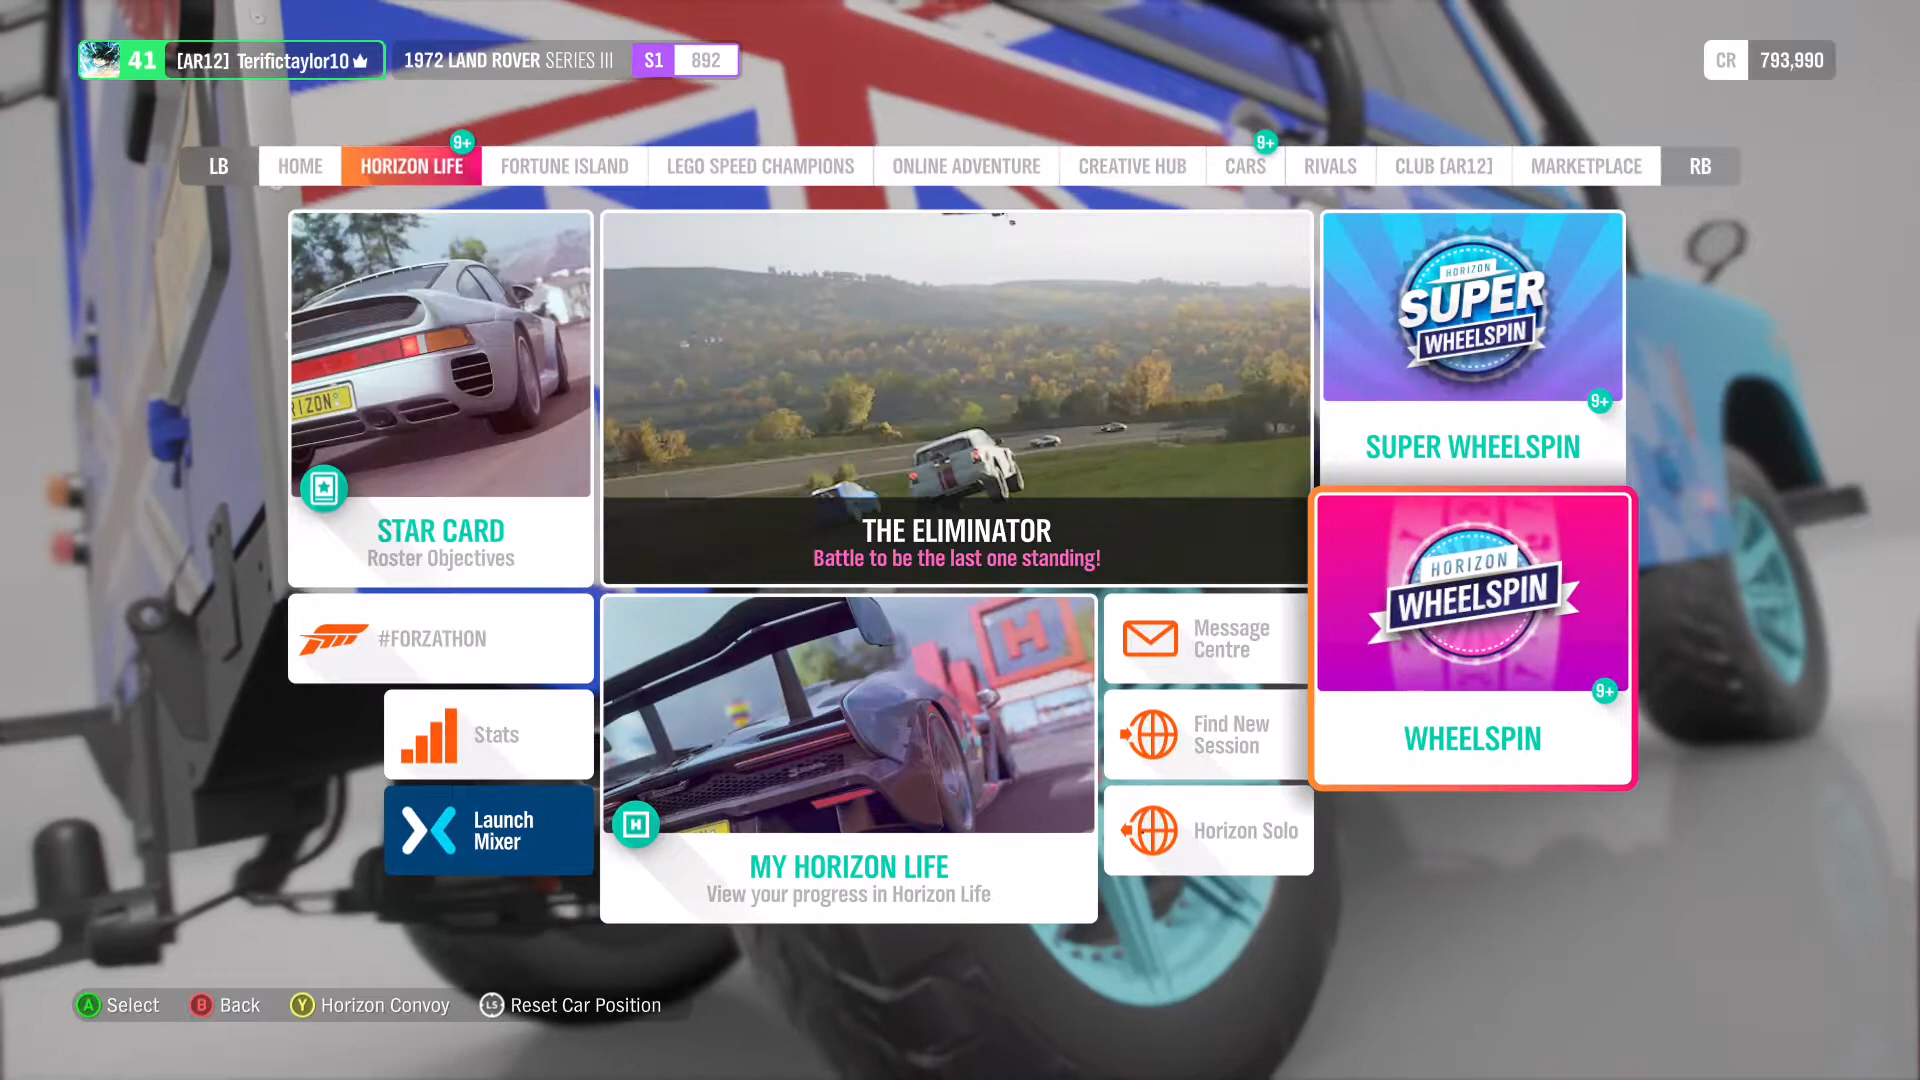 41 [AR12] Terifictaylor10
1972 LAND ROVER SERIES III S1 892
CR 793,990
LB HOME HORIZON LIFE 9+ FORTUNE ISLAND LEGO SPEED CHAMPIONS ONLINE ADVENTURE CREATIVE HUB CARS 9+ RIVALS CLUB [AR12] MARKETPLACE RB
RIZON
STAR CARD
Roster Objectives
THE ELIMINATOR
Battle to be the last one standing!
HORIZON
SUPER
WHEELSPIN
9+
SUPER WHEELSPIN
#FORZATHON
Stats
Launch
Mixer
H
H
MY HORIZON LIFE
View your progress in Horizon Life
Message
Centre
Find New
Session
Horizon Solo
HORIZON
WHEELSPIN
9+
WHEELSPIN
A Select B Back Y Horizon Convoy LS Reset Car Position